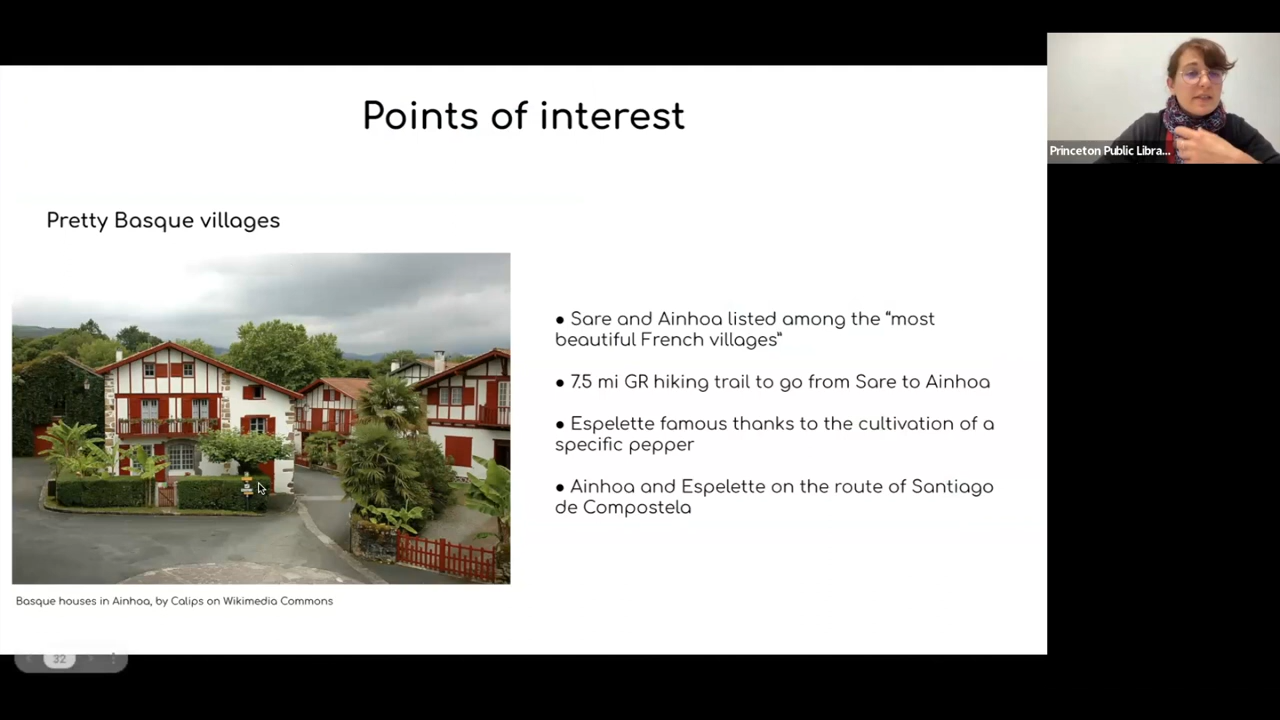 Points of interest
Princeton Public Libra...
Pretty Basque villages
● Sare and Ainhoa listed among the “most
beautiful French villages”
● 7.5 mi GR hiking trail to go from Sare to Ainhoa
● Espelette famous thanks to the cultivation of a
specific pepper
● Ainhoa and Espelette on the route of Santiago
de Compostela
Basque houses in Ainhoa, by Calips on Wikimedia Commons
32